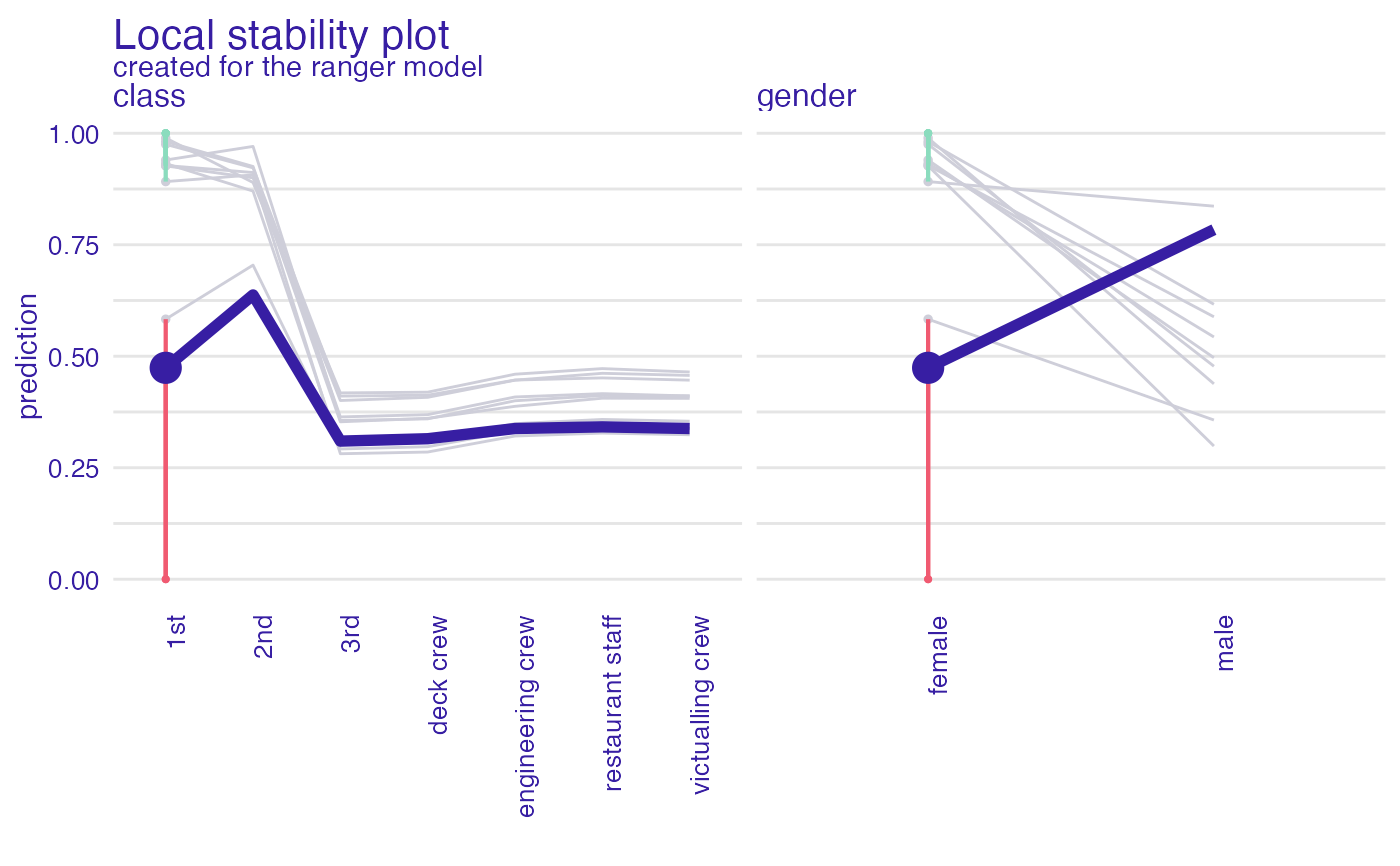 Local stability plot
created for the ranger model
class
gender
prediction
1.00
0.75
0.50
0.25
0.00
1st
2nd
3rd
deck crew
engineering crew
restaurant staff
victualling crew
female
male